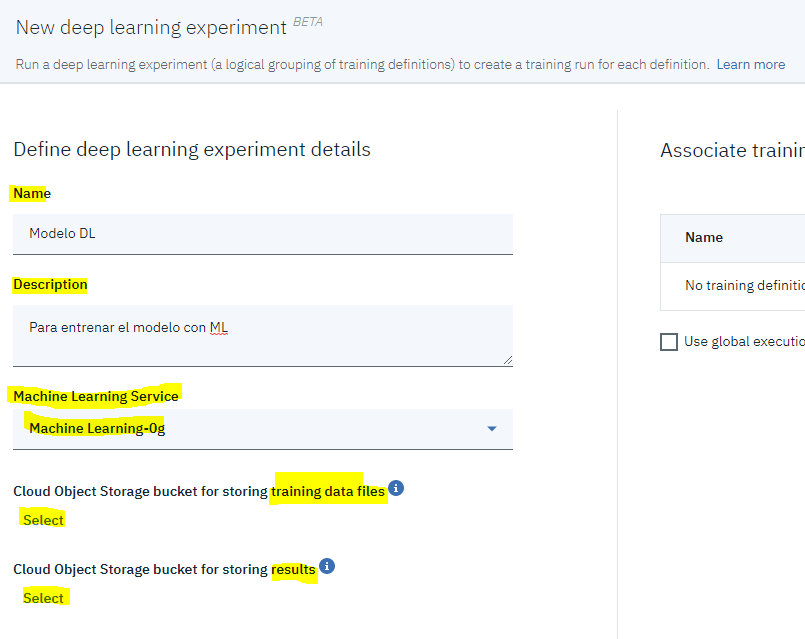 New deep learning experiment BETA
Run a deep learning experiment (a logical grouping of training definitions) to create a training run for each definition. Learn more
Define deep learning experiment details
Name
Modelo DL
Description
Para entrenar el modelo con ML
Machine Learning Service
Machine Learning-0g
Cloud Object Storage bucket for storing training data files
Select
Cloud Object Storage bucket for storing results
Select
Associate trainin
Name
No training definitio
Use global executio